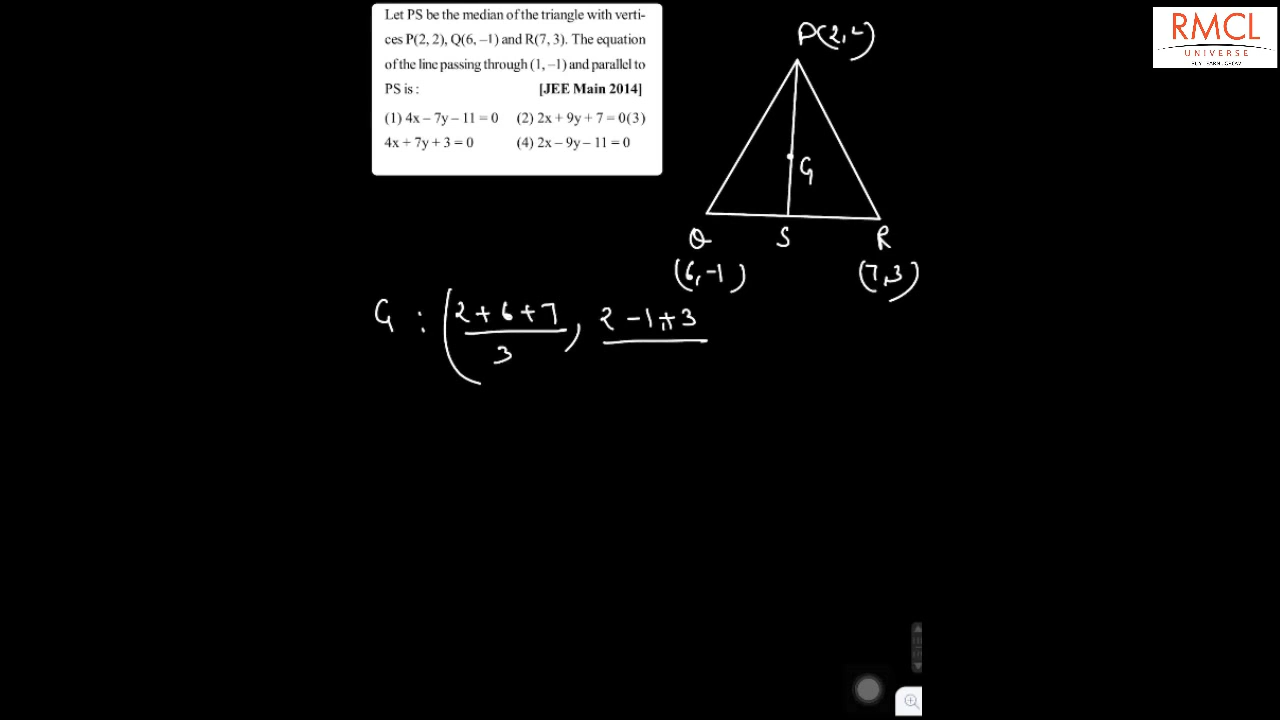 Let PS be the median of the triangle with verti-
ces P(2, 2), Q(6, –1) and R(7, 3). The equation
of the line passing through (1, –1) and parallel to
PS is : [JEE Main 2014]
(1) 4x – 7y – 11 = 0 (2) 2x + 9y + 7 = 0(3)
4x + 7y + 3 = 0 (4) 2x – 9y – 11 = 0
RMCL
UNIVERSE
P(2,2)
G
Q S R
(6,-1) (7,3)
G : (2+6+7/3, 2-1+3